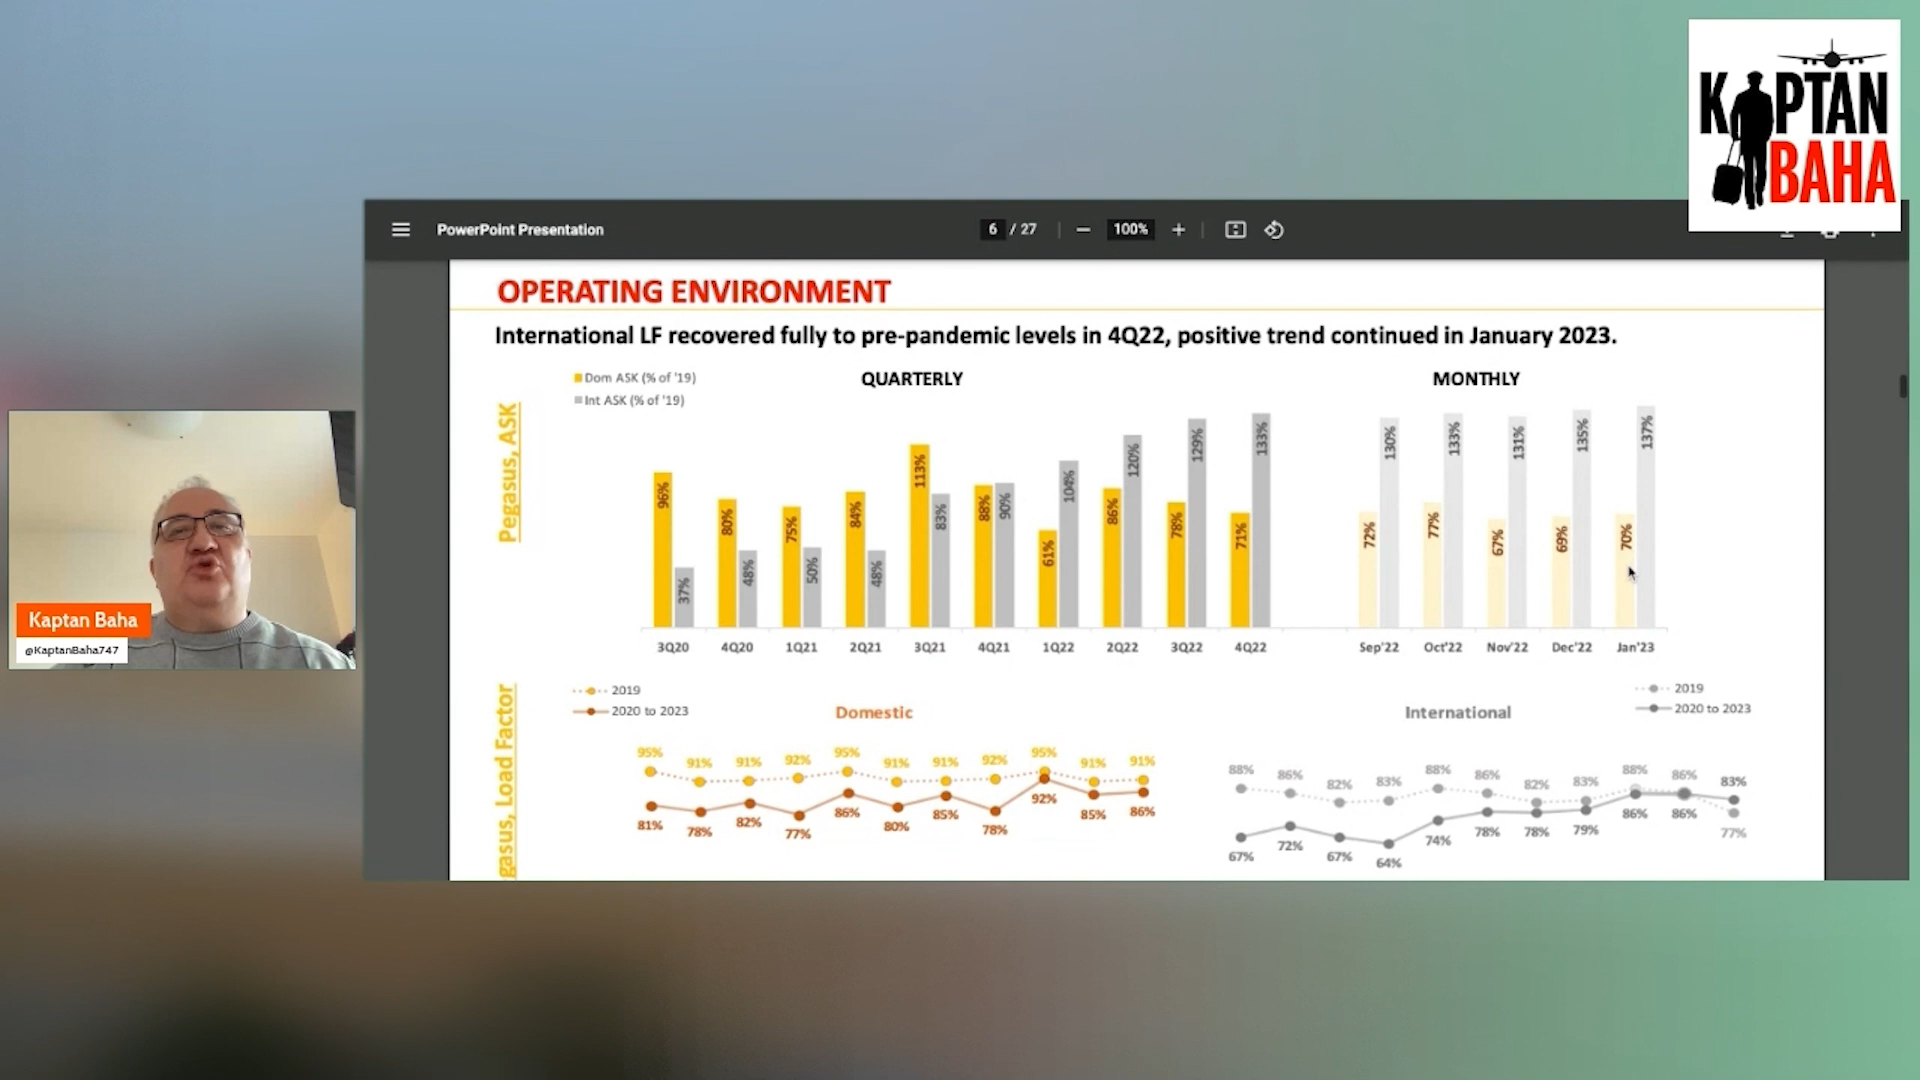 KAPTAN
BAHA
PowerPoint Presentation
6 / 27
100%
OPERATING ENVIRONMENT
International LF recovered fully to pre-pandemic levels in 4Q22, positive trend continued in January 2023.
Pegasus, ASK
Dom ASK (% of '19)
Int ASK (% of '19)
QUARTERLY
MONTHLY
96% 37% 80% 48% 75% 50% 84% 48% 113% 83% 88% 90% 61% 104% 86% 120% 78% 129% 71% 133%
72% 130% 77% 133% 67% 131% 69% 135% 70% 137%
3Q20 4Q20 1Q21 2Q21 3Q21 4Q21 1Q22 2Q22 3Q22 4Q22
Sep'22 Oct'22 Nov'22 Dec'22 Jan'23
gasus, Load Factor
2019
2020 to 2023
Domestic
95% 91% 91% 92% 95% 91% 91% 92% 95% 91% 91%
81% 78% 82% 77% 86% 80% 85% 78% 92% 85% 86%
International
2019
2020 to 2023
88% 86% 82% 83% 88% 86% 82% 83% 88% 86% 83%
67% 72% 67% 64% 74% 78% 78% 79% 86% 86% 77%
Kaptan Baha
@KaptanBaha747